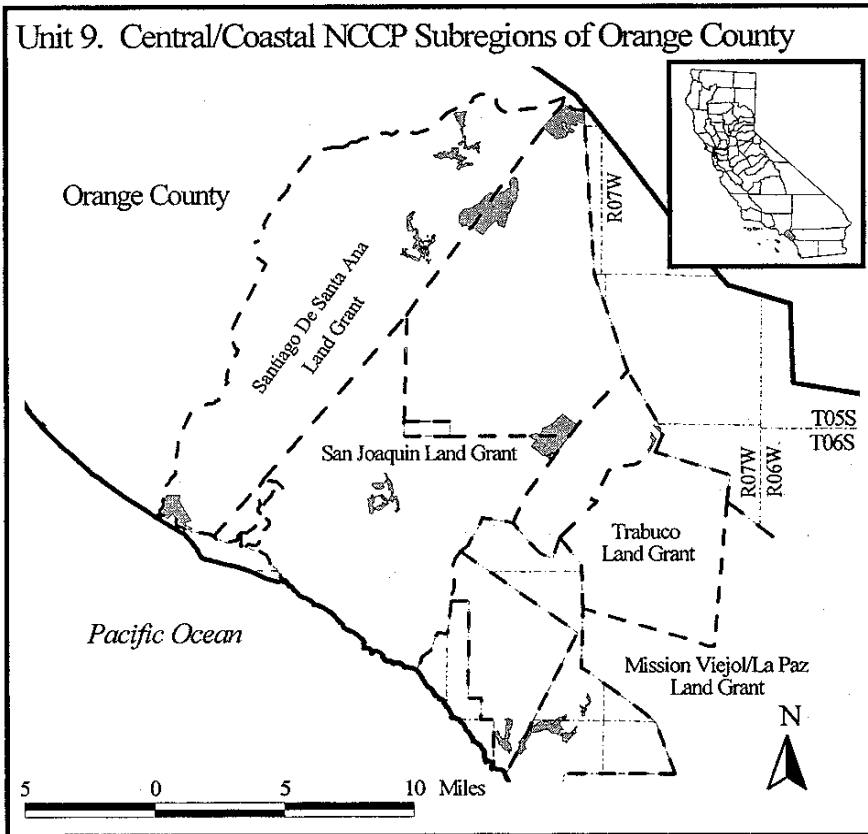 Unit 9. Central/Coastal NCCP Subregions of Orange County
Orange County
R07W
Santiago De Santa Ana
Land Grant
T05S
T06S
San Joaquin Land Grant
R07W
R06W
Trabuco
Land Grant
Pacific Ocean
Mission Viejol/La Paz
Land Grant
N
5 0 5 10 Miles